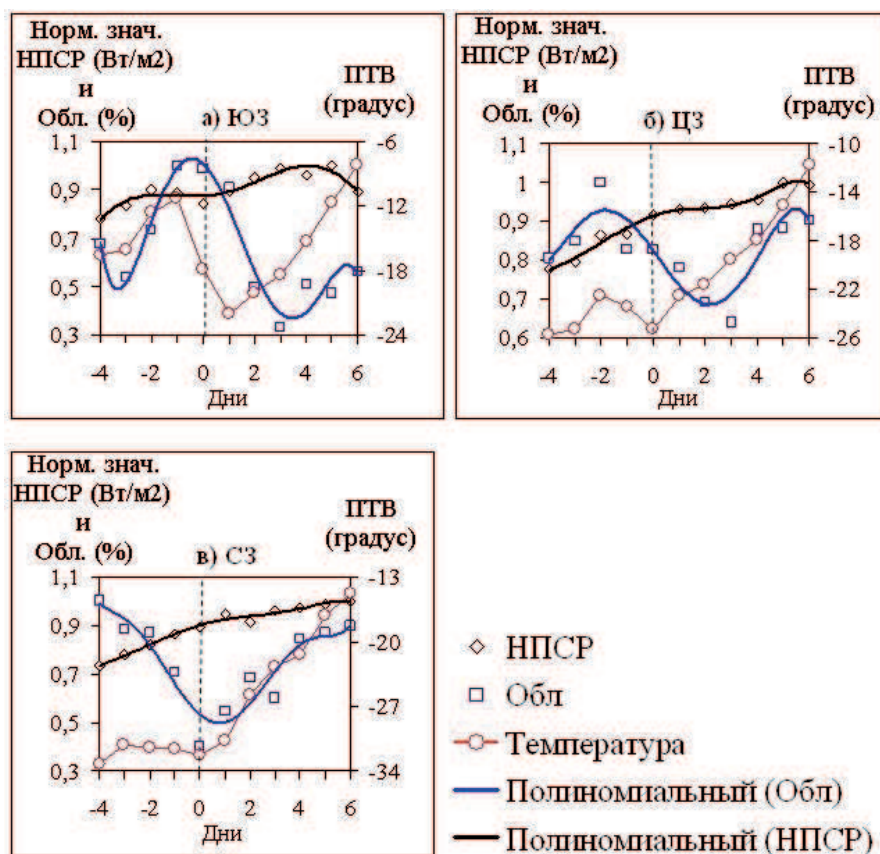 Норм. знач.
НПСР (Вт/м2)
и
Обл. (%)
ПТВ
(градус)
а) ЮЗ
1,1
0,9
0,7
0,5
0,3
-6
-12
-18
-24
-4 -2 0 2 4 6
Дни
Норм. знач.
НПСР (Вт/м2)
и
Обл. (%)
ПТВ
(градус)
б) ЦЗ
1,1
1
0,9
0,8
0,7
0,6
-10
-14
-18
-22
-26
-4 -2 0 2 4 6
Дни
Норм. знач.
НПСР (Вт/м2)
и
Обл. (%)
ПТВ
(градус)
в) СЗ
1,1
0,9
0,7
0,5
0,3
-13
-20
-27
-34
-4 -2 0 2 4 6
Дни
НПСР
Обл
Температура
Полиномиальный (Обл)
Полиномиальный (НПСР)